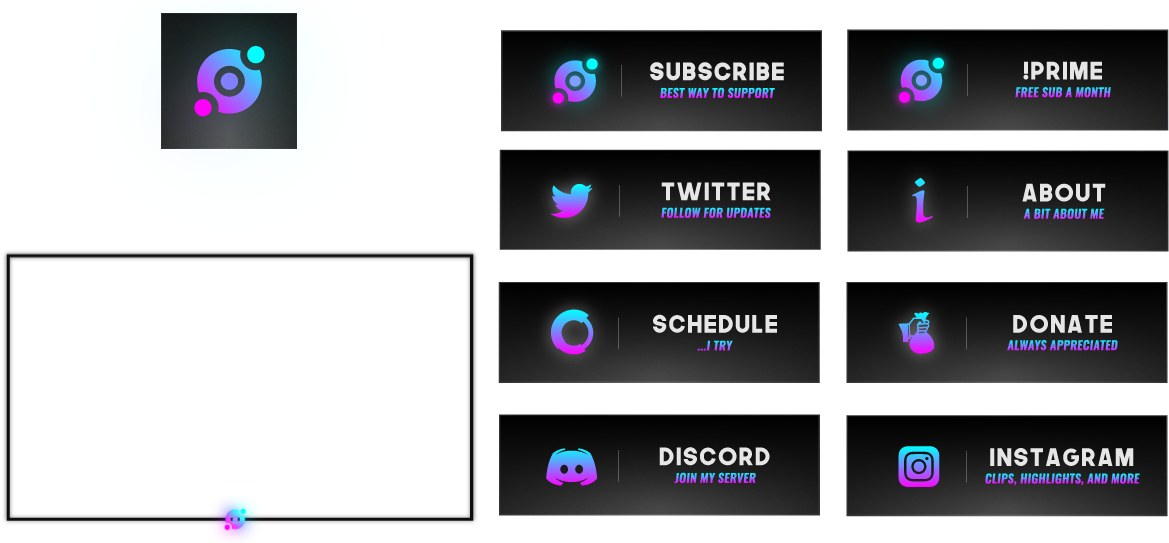 SUBSCRIBE
BEST WAY TO SUPPORT
!PRIME
FREE SUB A MONTH
TWITTER
FOLLOW FOR UPDATES
ABOUT
A BIT ABOUT ME
SCHEDULE
...I TRY
DONATE
ALWAYS APPRECIATED
DISCORD
JOIN MY SERVER
INSTAGRAM
CLIPS, HIGHLIGHTS, AND MORE